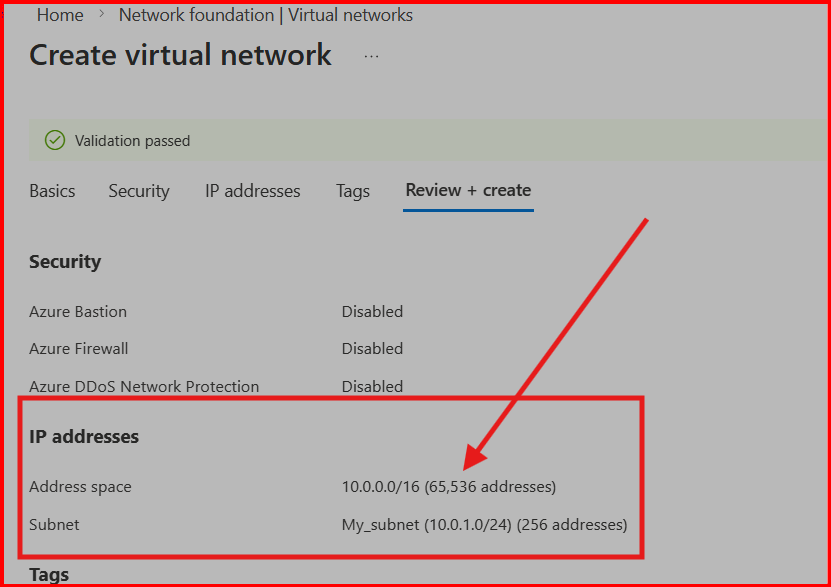 Home > Network foundation | Virtual networks
Create virtual network ...
Validation passed
Basics Security IP addresses Tags Review + create
Security
Azure Bastion Disabled
Azure Firewall Disabled
Azure DDoS Network Protection Disabled
IP addresses
Address space 10.0.0.0/16 (65,536 addresses)
Subnet My_subnet (10.0.1.0/24) (256 addresses)
Tags